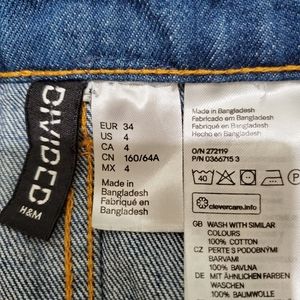 DIVIDED
H&M
EUR 34
US 4
CA 4
CN 160/64A
MX 4
Made in
Bangladesh
Fabriqué en
Bangladesh
Made in Bangladesh
Fabricado em Bangladesh
Fabriqué en Bangladesh
Hecho en Bangladesh
O/N 272119
P/N 0366715 3
40
clevercare.info
GB WASH WITH SIMILAR
COLOURS
100% COTTON
CZ PERTE S PODOBNÝMI
BARVAMI
100% BAVLNA
DE MIT ÄHNLICHEN FARBEN
WASCHEN
100% BAUMWOLLE